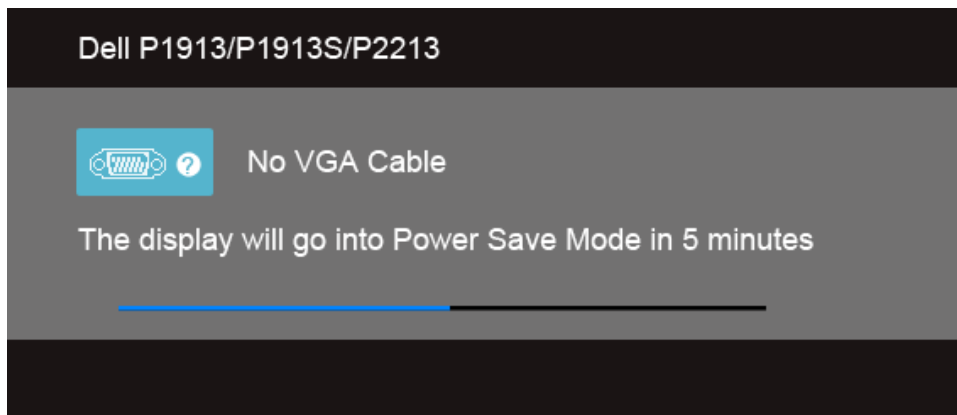 Dell P1913/P1913S/P2213
? No VGA Cable
The display will go into Power Save Mode in 5 minutes